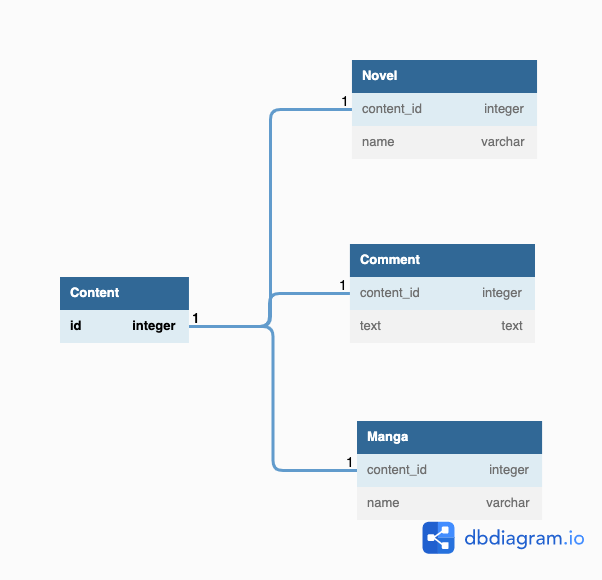 Novel
1
content_id integer
name varchar
Comment
1
content_id integer
text text
Content
1
id integer
Manga
1
content_id integer
name varchar
dbdiagram.io